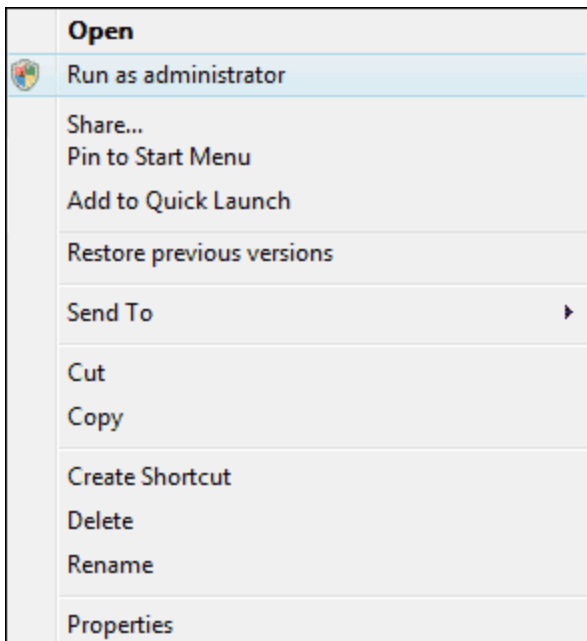 Open
Run as administrator
Share...
Pin to Start Menu
Add to Quick Launch
Restore previous versions
Send To
Cut
Copy
Create Shortcut
Delete
Rename
Properties